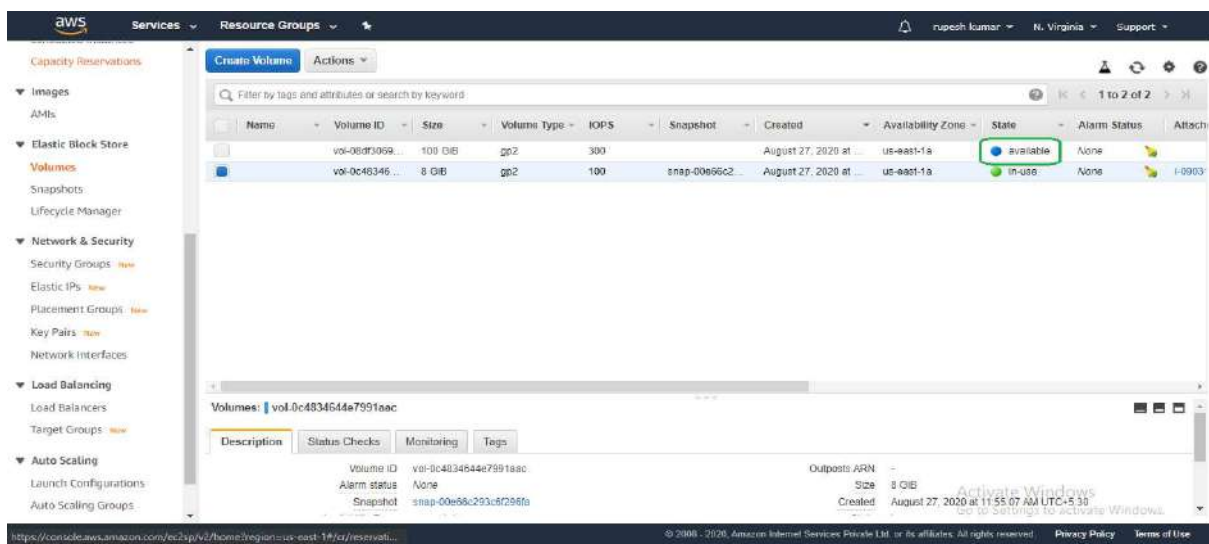 aws Services Resource Groups rupesh kumar N. Virginia Support
Capacity Reservations
Images
AMIs
Elastic Block Store
Volumes
Snapshots
Lifecycle Manager
Network & Security
Security Groups New
Elastic IPs New
Placement Groups New
Key Pairs New
Network Interfaces
Load Balancing
Load Balancers
Target Groups New
Auto Scaling
Launch Configurations
Auto Scaling Groups
Create Volume Actions
Filter by tags and attributes or search by keyword 1 to 2 of 2
Name Volume ID Size Volume Type IOPS Snapshot Created Availability Zone State Alarm Status Attach
vol-08df3069... 100 GiB gp2 300 August 27, 2020 at ... us-east-1a available None
vol-0c48346... 8 GiB gp2 100 snap-00e66c2... August 27, 2020 at ... us-east-1a in-use None i-0903
Volumes: vol-0c4834644e7991aac
Description Status Checks Monitoring Tags
Volume ID vol-0c4834644e7991aac Outposts ARN -
Alarm status None Size 8 GiB
Snapshot snap-00e66c293c6f296fa Created August 27, 2020 at 11:55:07 AM UTC+5:30
Activate Windows
Go to Settings to activate Windows.
https://console.aws.amazon.com/ec2sp/v2/home?region=us-east-1#/cr/reservati... © 2008 - 2020, Amazon Internet Services Private Ltd. or its affiliates. All rights reserved. Privacy Policy Terms of Use